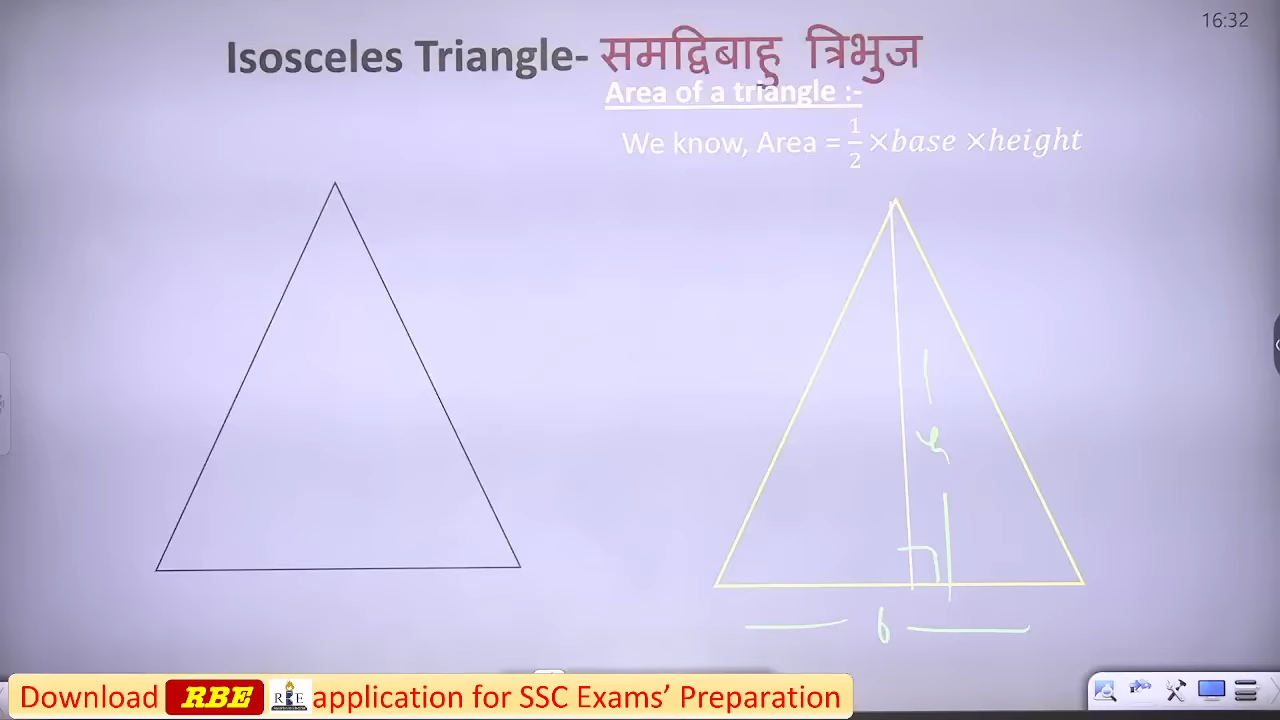 16:32
Isosceles Triangle- समद्विबाहु त्रिभुज
Area of a triangle :-
We know, Area = 1/2 ×base ×height
h
b
Download RBE RBE application for SSC Exams’ Preparation